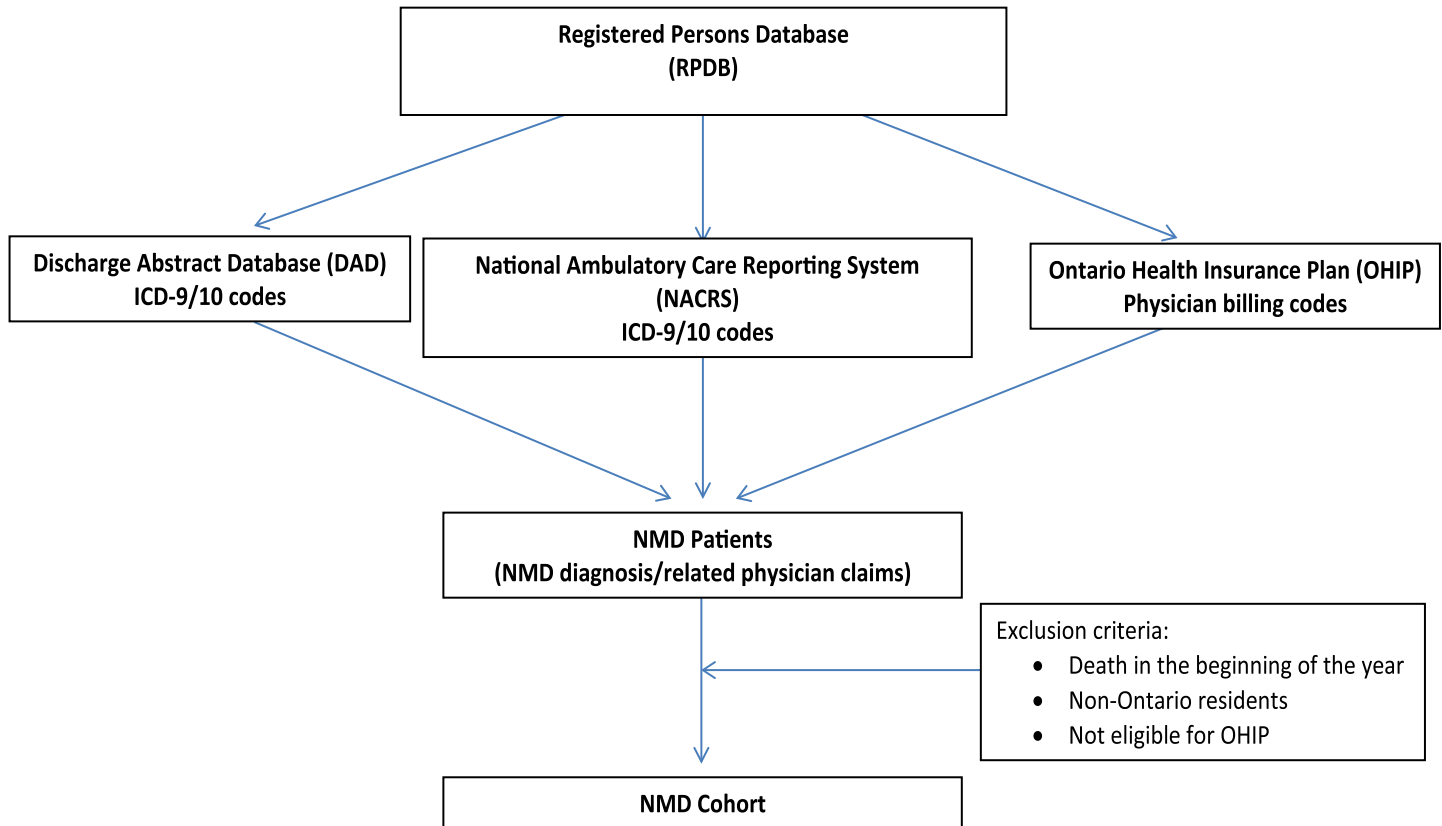 Registered Persons Database
(RPDB)
Discharge Abstract Database (DAD)
ICD-9/10 codes
National Ambulatory Care Reporting System
(NACRS)
ICD-9/10 codes
Ontario Health Insurance Plan (OHIP)
Physician billing codes
NMD Patients
(NMD diagnosis/related physician claims)
Exclusion criteria:
• Death in the beginning of the year
• Non-Ontario residents
• Not eligible for OHIP
NMD Cohort